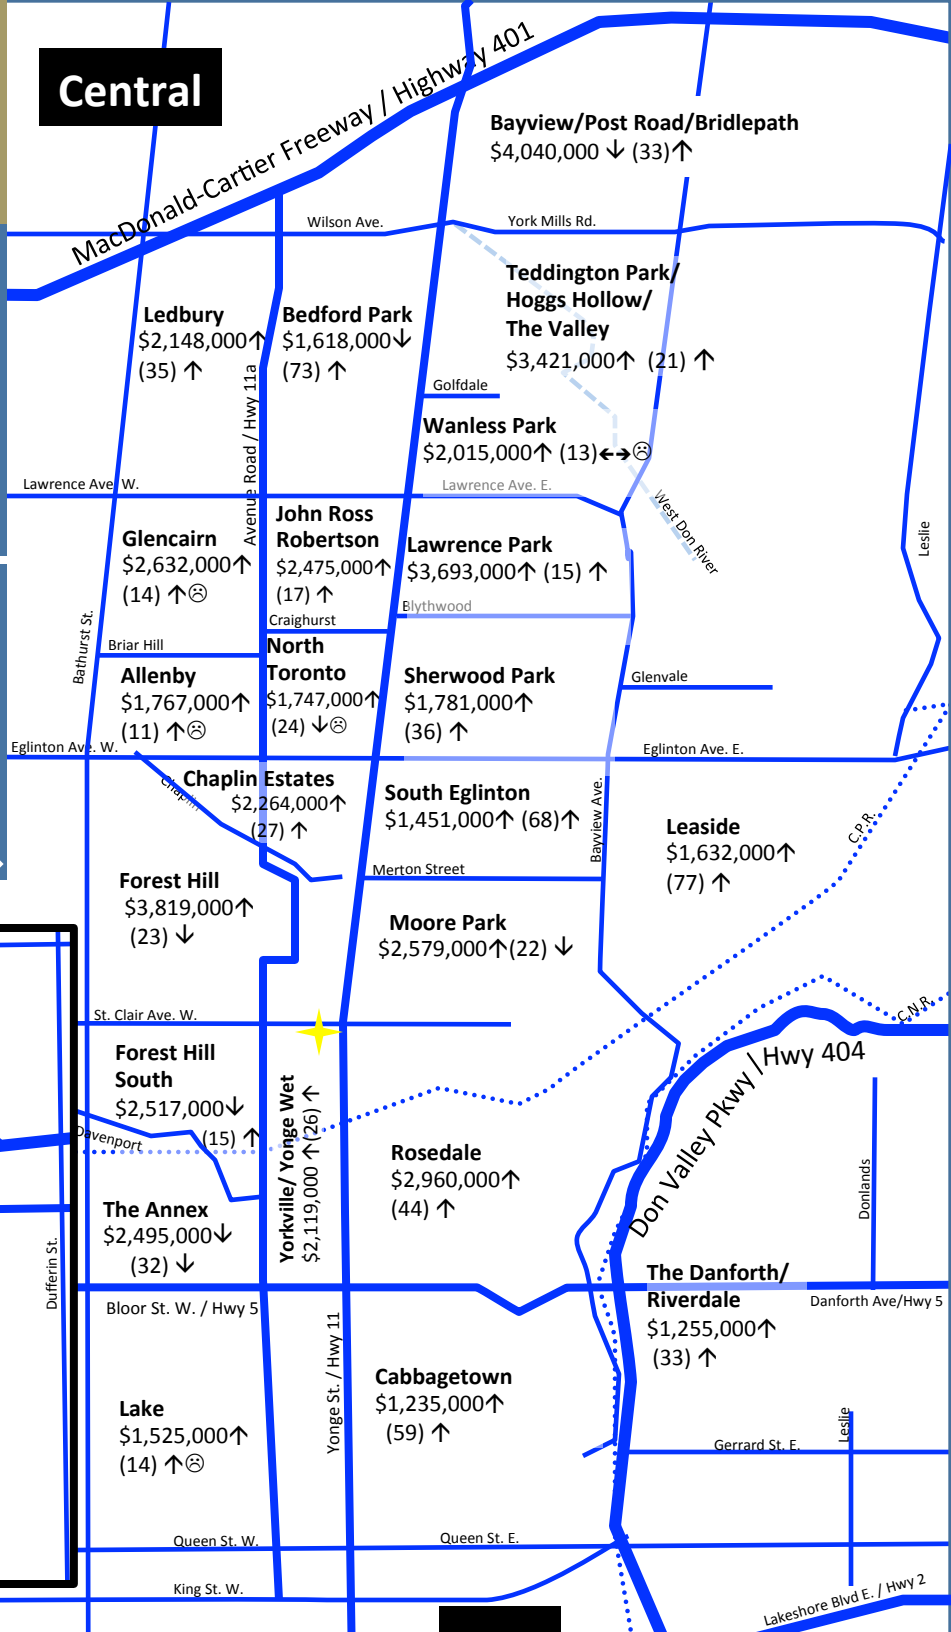 Central
MacDonald-Cartier Freeway / Highway 401
Bayview/Post Road/Bridlepath
$4,040,000 ↓ (33)↑
Wilson Ave.
York Mills Rd.
Teddington Park/
Hoggs Hollow/
The Valley
$3,421,000↑ (21) ↑
Ledbury
$2,148,000↑
(35) ↑
Bedford Park
$1,618,000↓
(73) ↑
Avenue Road / Hwy 11a
Golfdale
Wanless Park
$2,015,000↑ (13)↔☹
Lawrence Ave. W.
Lawrence Ave. E.
West Don River
Leslie
Glencairn
$2,632,000↑
(14) ↑☹
John Ross
Robertson
$2,475,000↑
(17) ↑
Lawrence Park
$3,693,000↑ (15) ↑
Blythwood
Craighurst
Bathurst St.
Briar Hill
Allenby
$1,767,000↑
(11) ↑☹
North
Toronto
$1,747,000↑
(24) ↓☹
Sherwood Park
$1,781,000↑
(36) ↑
Glenvale
Eglinton Ave. W.
Eglinton Ave. E.
Chaplin
Chaplin Estates
$2,264,000↑
(27) ↑
South Eglinton
$1,451,000↑ (68)↑
Bayview Ave.
Leaside
$1,632,000↑
(77) ↑
C.P.R.
Merton Street
Forest Hill
$3,819,000↑
(23) ↓
Moore Park
$2,579,000↑(22) ↓
St. Clair Ave. W.
C.N.R.
Don Valley Pkwy / Hwy 404
Forest Hill
South
$2,517,000↓
(15) ↑
Davenport
Yorkville/ Yonge Wet
$2,119,000 ↑(26) ↑
Rosedale
$2,960,000↑
(44) ↑
Donlands
The Annex
$2,495,000↓
(32) ↓
Dufferin St.
Bloor St. W. / Hwy 5
The Danforth/
Riverdale
$1,255,000↑
(33) ↑
Danforth Ave/Hwy 5
Yonge St. / Hwy 11
Cabbagetown
$1,235,000↑
(59) ↑
Lake
$1,525,000↑
(14) ↑☹
Leslie
Gerrard St. E.
Queen St. W.
Queen St. E.
King St. W.
Lakeshore Blvd E. / Hwy 2